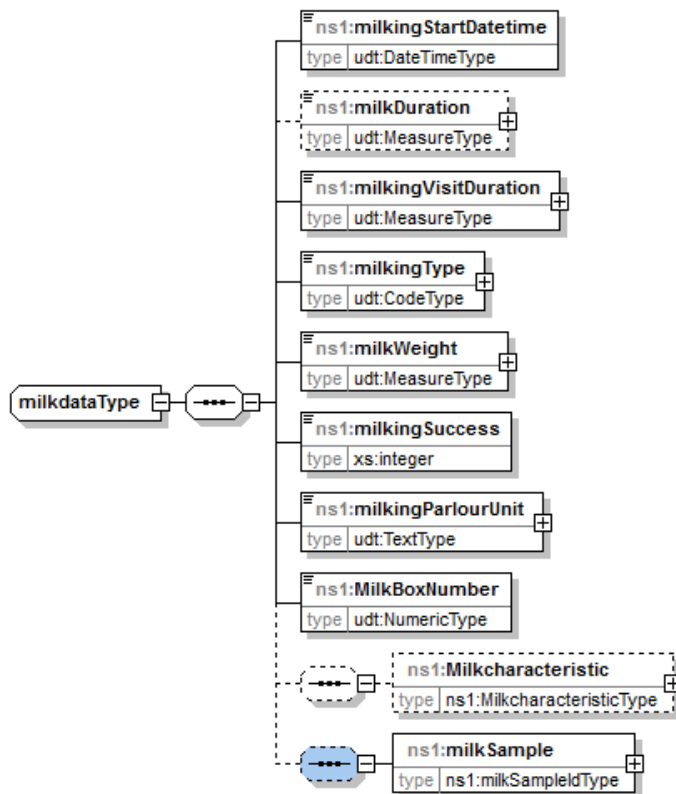 ns1:milkingStartDatetime
type udt:DateTimeType
ns1:milkDuration
type udt:MeasureType
ns1:milkingVisitDuration
type udt:MeasureType
ns1:milkingType
type udt:CodeType
ns1:milkWeight
type udt:MeasureType
milkdataType
ns1:milkingSuccess
type xs:integer
ns1:milkingParlourUnit
type udt:TextType
ns1:MilkBoxNumber
type udt:NumericType
ns1:Milkcharacteristic
type ns1:MilkcharacteristicType
ns1:milkSample
type ns1:milkSampleIdType